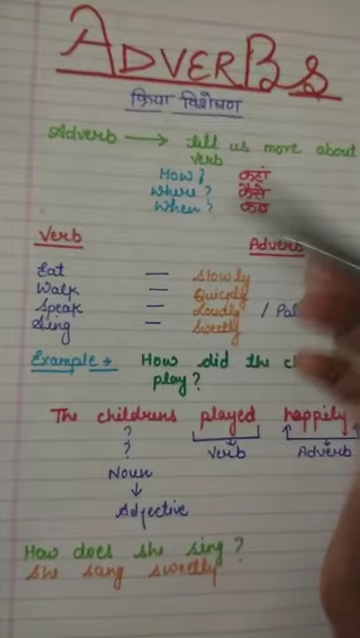 ADVERBS
क्रिया विशेषण
Adverb → tell us more about
verb
How? कहां
Where? कैसे
When? कब
Verb Adverb
Eat — Slowly
Walk — Quickly
Speak — Loudly /
Sing — Sweetly
Example → How did the
play?
The childrens played happily
? Verb Adverb
?
Noun
↓
Adjective
How does she sing?
She sang sweetly